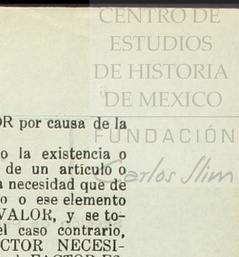 CENTRO DE
ESTUDIOS
DE HISTORIA
DE MEXICO
OR por causa de la
FUNDACIÓN
o la existencia o
de un artículo o
Carlos Slim
a necesidad que de
o o ese elemento
VALOR, y se to-
el caso contrario,
CTOR NECESI-